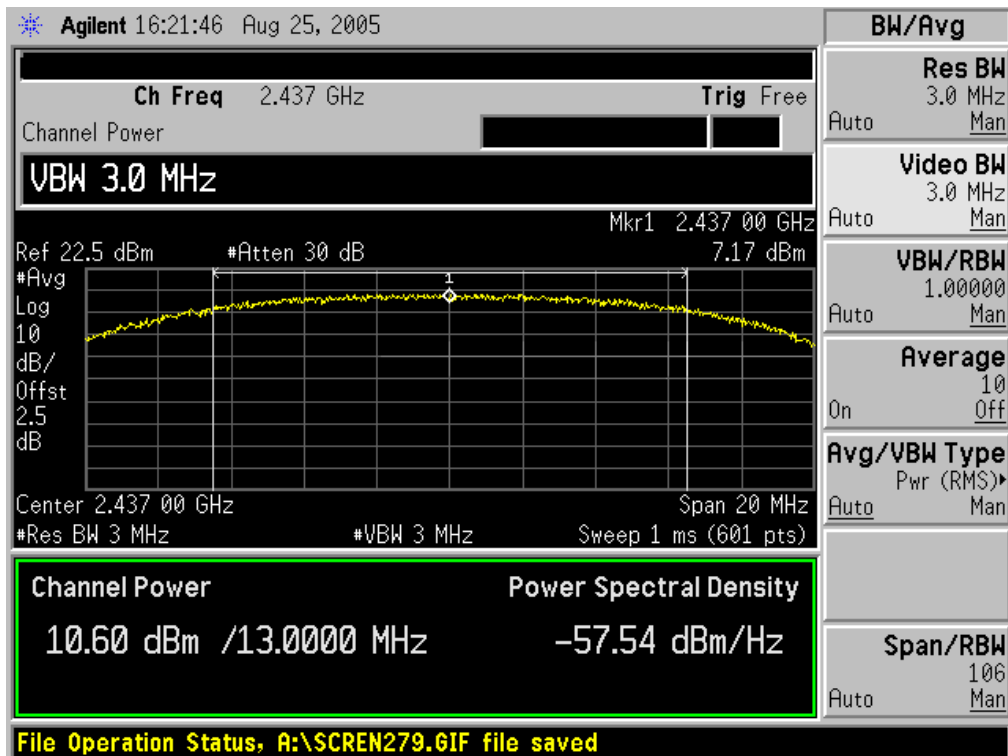 Agilent 16:21:46 Aug 25, 2005
BW/Avg
Ch Freq 2.437 GHz
Trig Free
Channel Power
VBW 3.0 MHz
Mkr1 2.437 00 GHz
Ref 22.5 dBm #Atten 30 dB 7.17 dBm
#Avg
Log
10
dB/
Offst
2.5
dB
1
Center 2.437 00 GHz Span 20 MHz
#Res BW 3 MHz #VBW 3 MHz Sweep 1 ms (601 pts)
Channel Power Power Spectral Density
10.60 dBm /13.0000 MHz -57.54 dBm/Hz
Res BW
3.0 MHz
Auto Man
Video BW
3.0 MHz
Auto Man
VBW/RBW
1.00000
Auto Man
Average
10
On Off
Avg/VBW Type
Pwr (RMS)▸
Auto Man
Span/RBW
106
Auto Man
File Operation Status, A:\SCREN279.GIF file saved